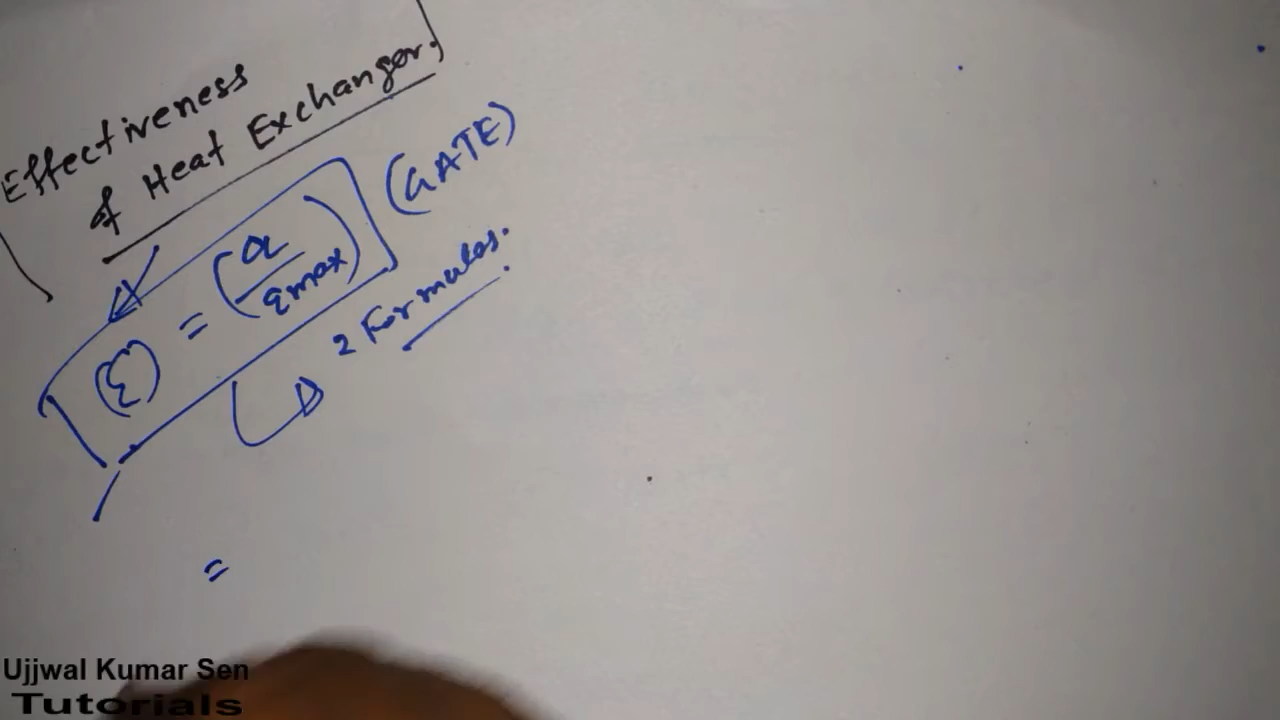 Effectiveness
of Heat Exchanger.
(ε) = (Q/qmax) (GATE)
2 Formulas.
=
Ujjwal Kumar Sen
Tutorials